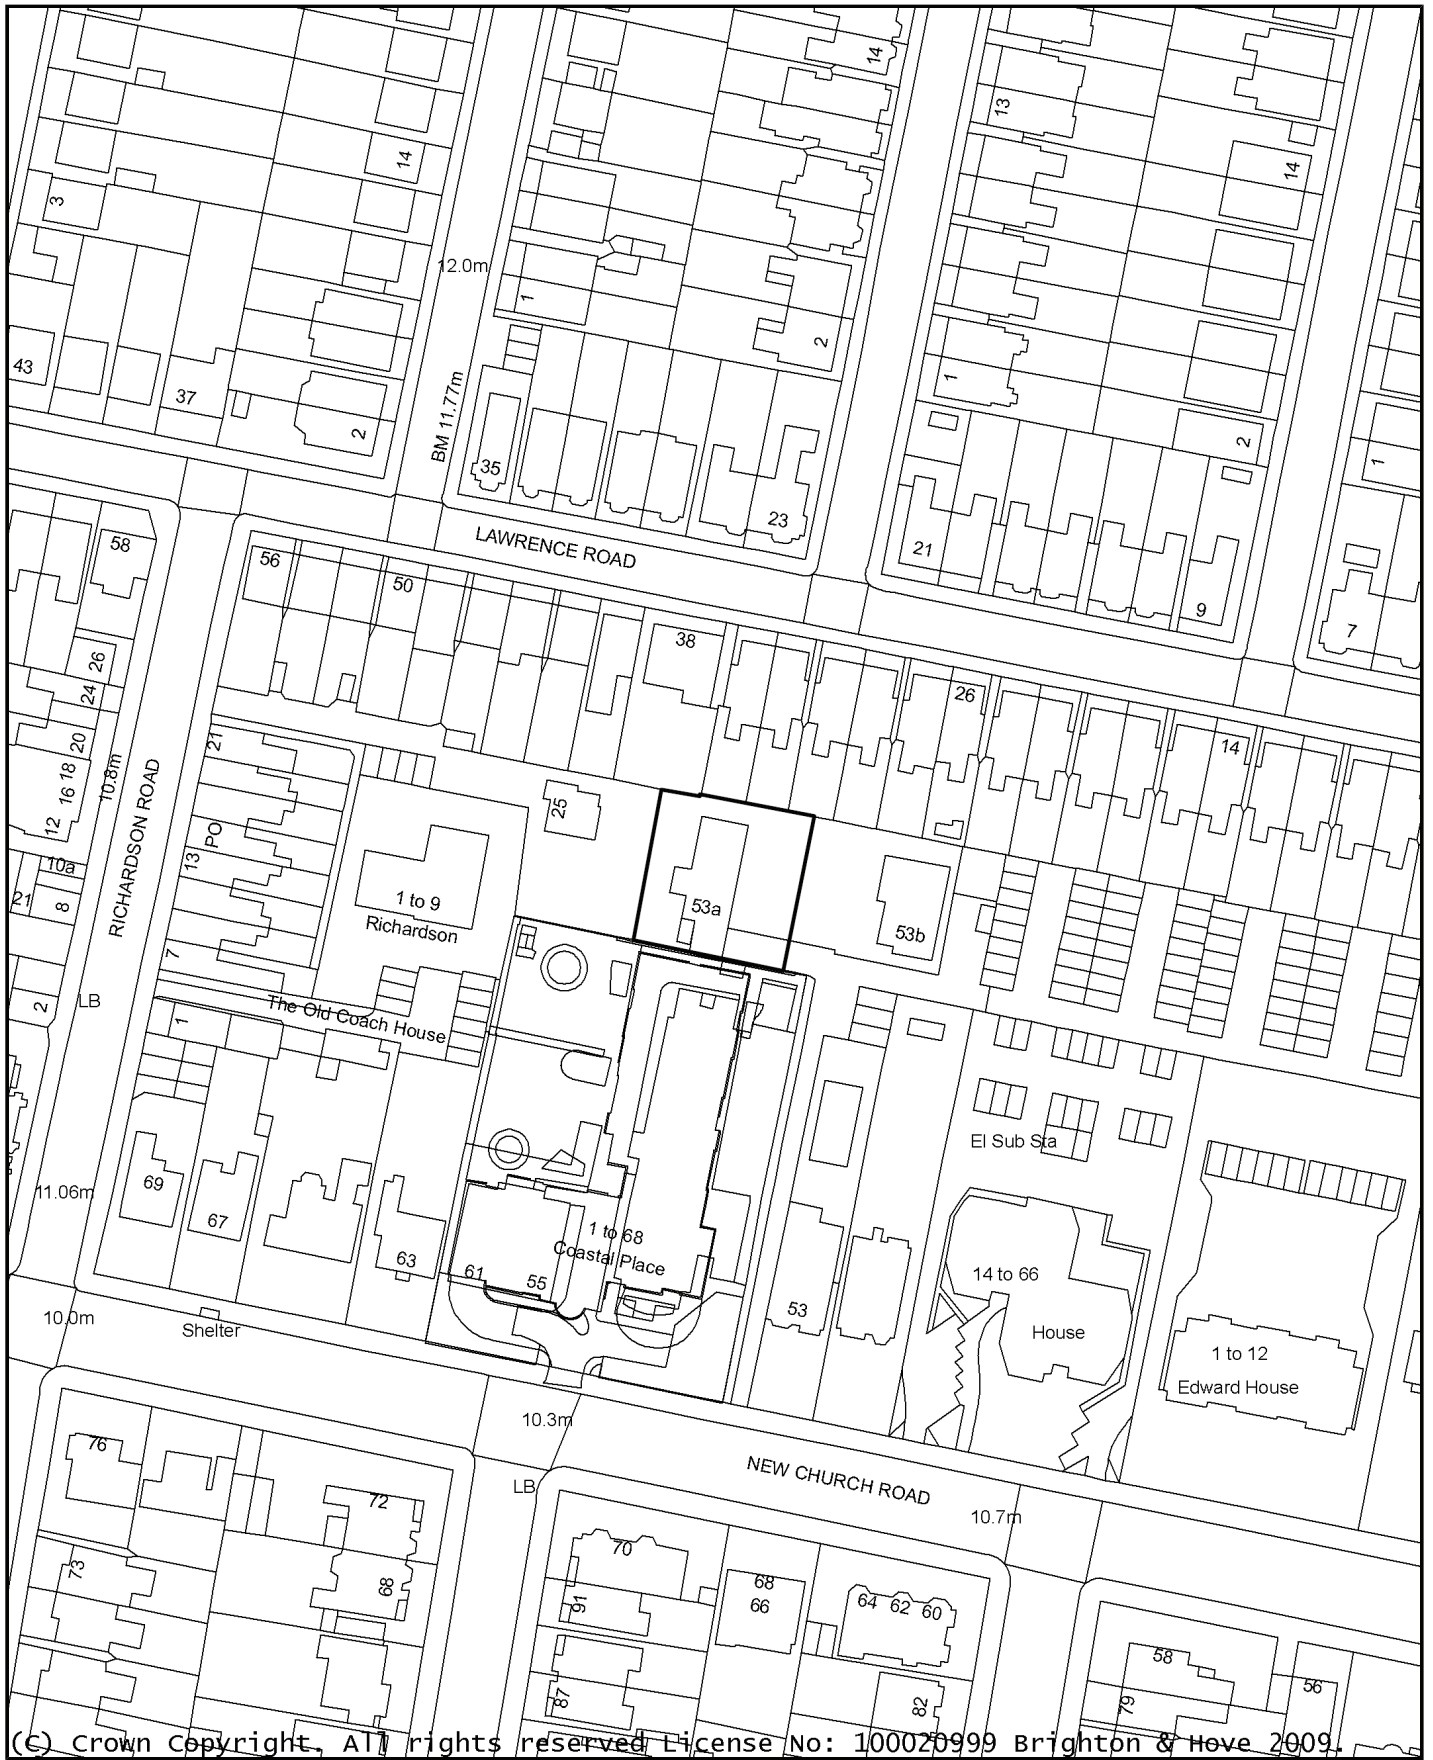 14
13
14
14
3
12.0m
1
2
43
37
2
BM 11.77m
1
2
1
35
23
LAWRENCE ROAD
21
9
7
58
56
50
38
26
14
26
24
20
18
16
12
10.8m
RICHARDSON ROAD
21
PO
13
7
25
10a
21
8
1 to 9
Richardson
53a
53b
2
LB
The Old Coach House
1
El Sub Sta
11.06m
69
67
63
61
55
1 to 68
Coastal Place
53
14 to 66
House
1 to 12
Edward House
10.0m
Shelter
10.3m
LB
NEW CHURCH ROAD
10.7m
76
72
73
68
70
91
68
66
64
62
60
87
82
58
79
56
(C) Crown Copyright. All rights reserved License No: 100020999 Brighton & Hove 2009.